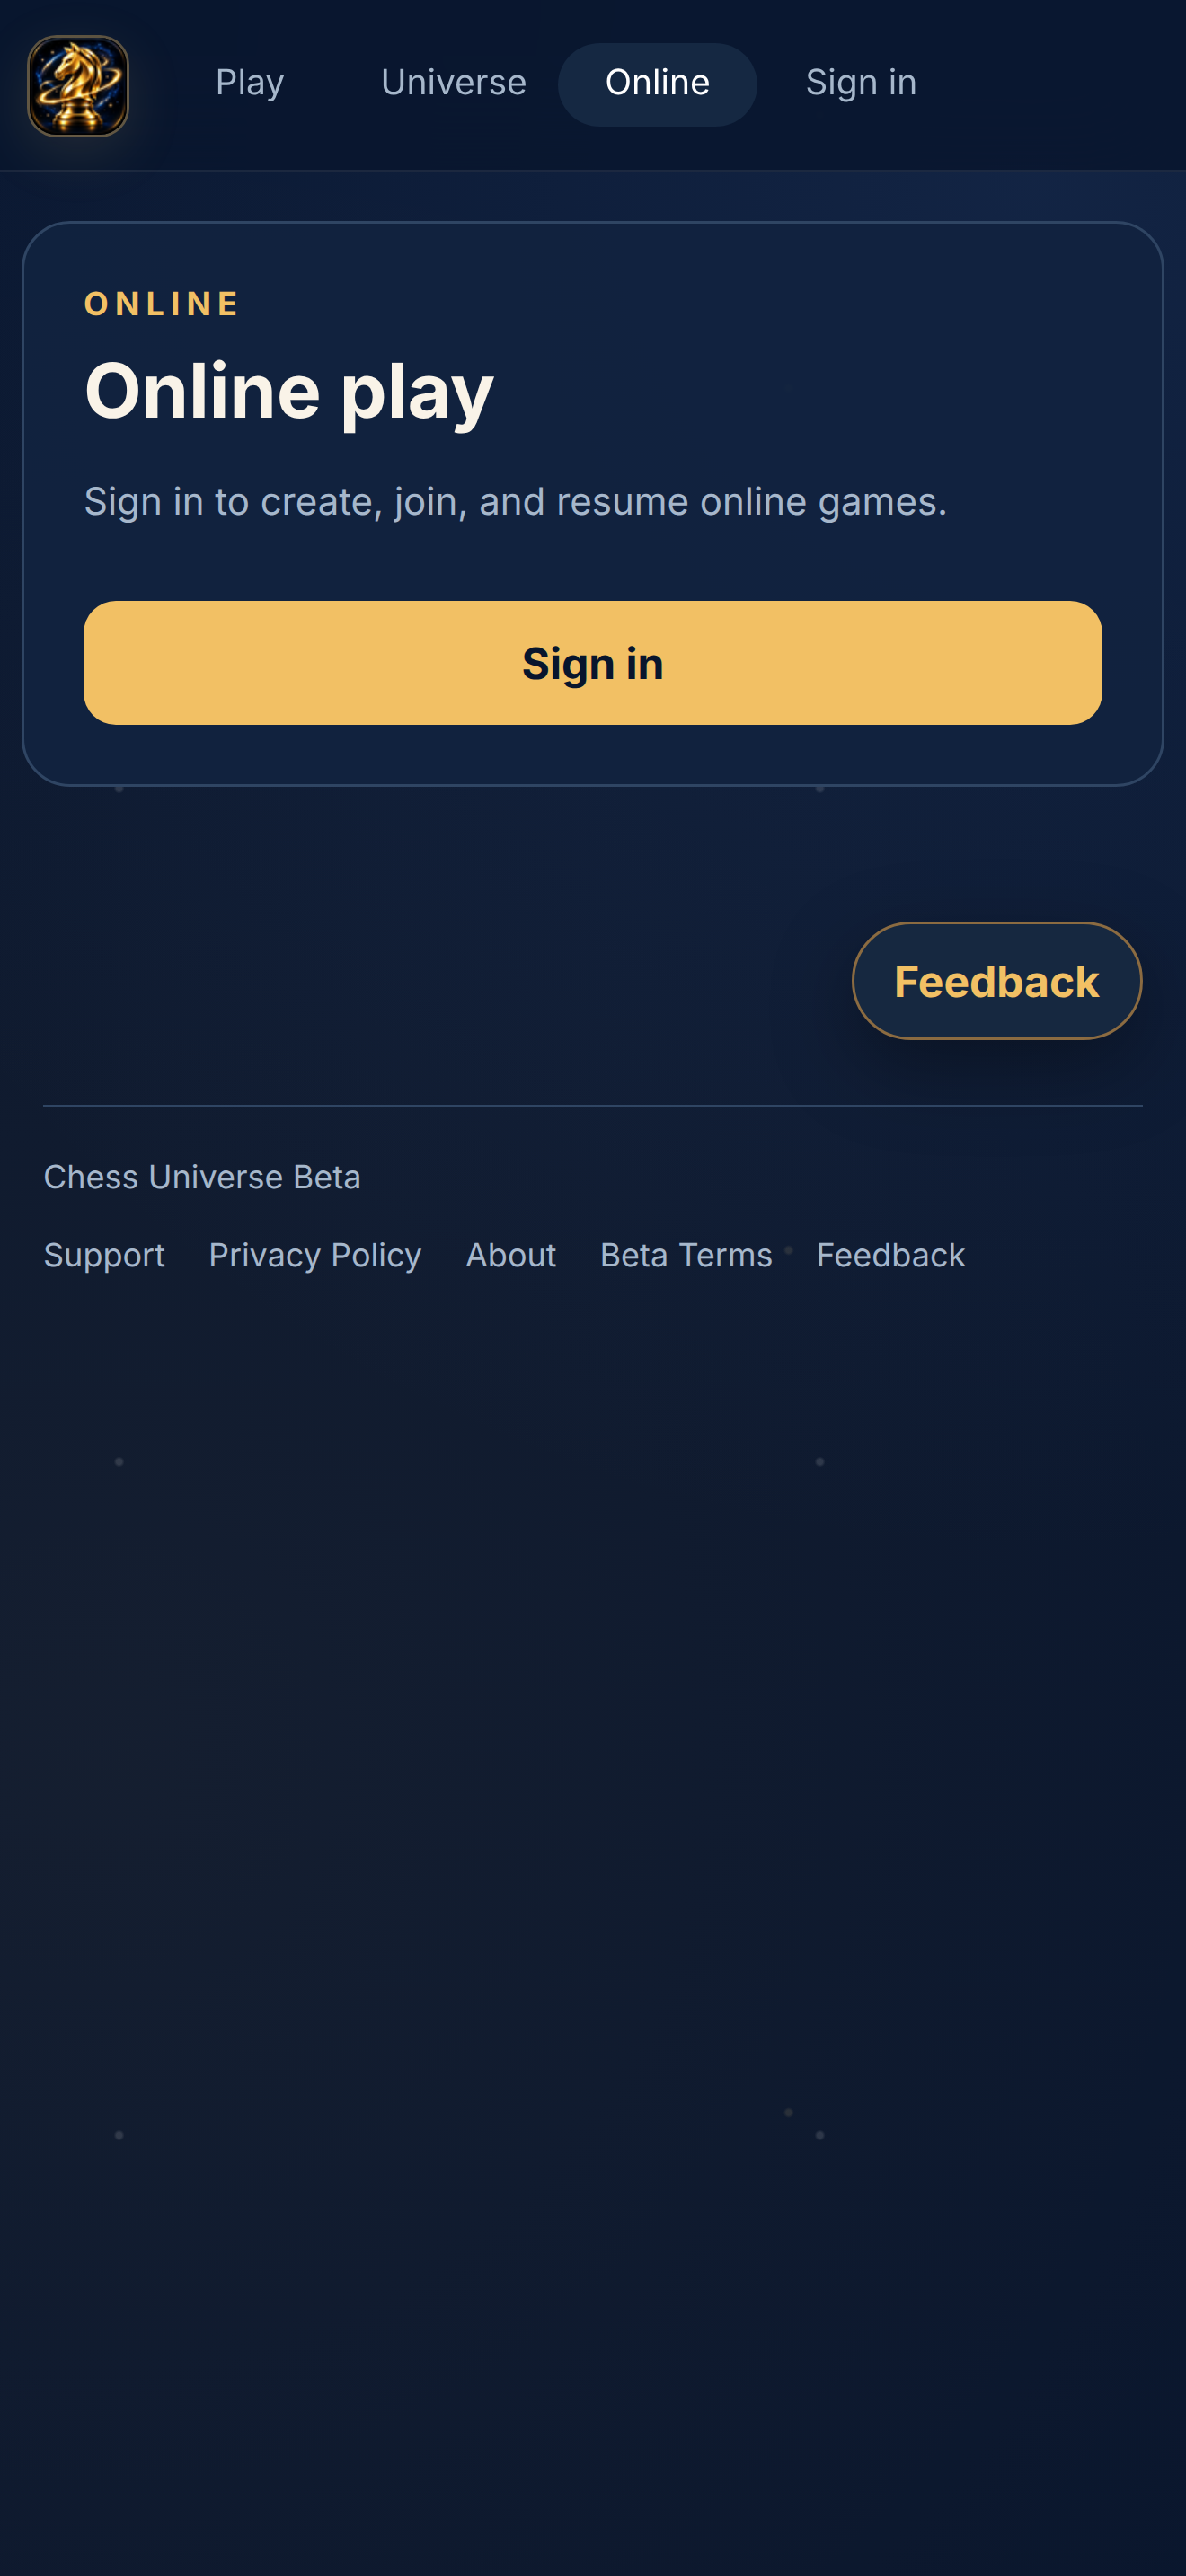 Play Universe Online Sign in
ONLINE
Online play
Sign in to create, join, and resume online games.
Sign in
Feedback
Chess Universe Beta
Support Privacy Policy About Beta Terms Feedback